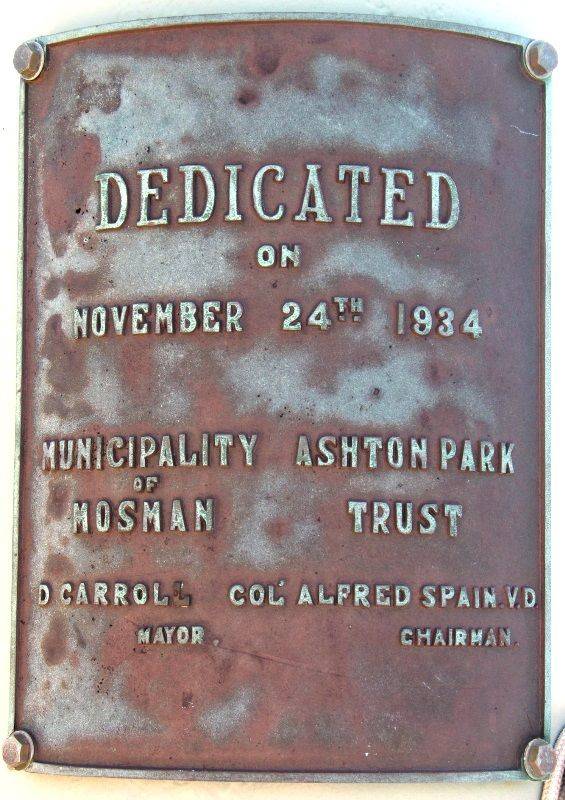 DEDICATED
ON
NOVEMBER 24TH 1934
MUNICIPALITY
OF
MOSMAN
D CARROLL
MAYOR.
ASHTON PARK
TRUST
COL' ALFRED SPAIN.V.D
CHAIRMAN.